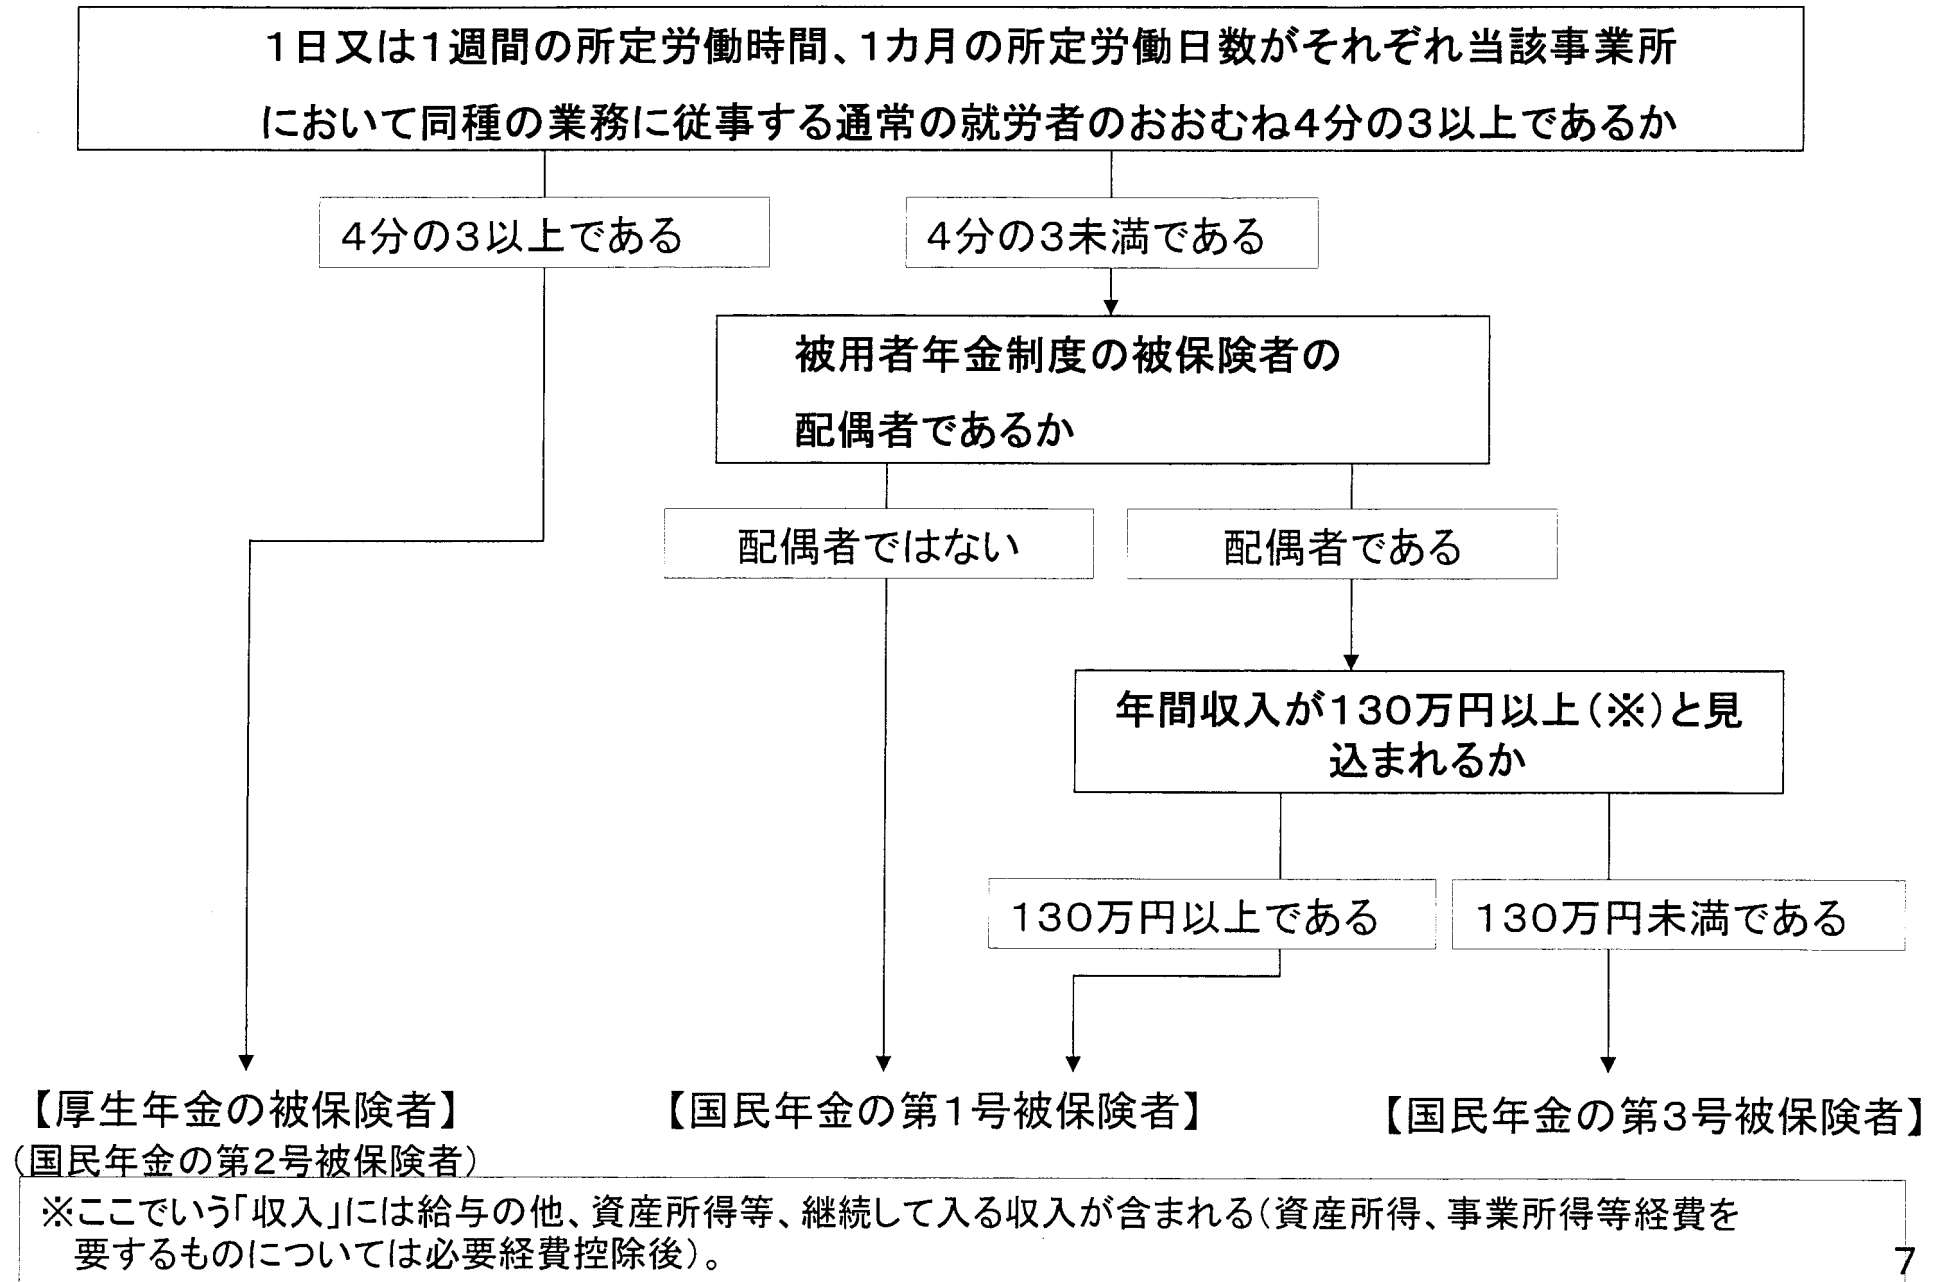 1日又は1週間の所定労働時間、1カ月の所定労働日数がそれぞれ当該事業所
において同種の業務に従事する通常の就労者のおおむね4分の3以上であるか
4分の3以上である
4分の3未満である
被用者年金制度の被保険者の
配偶者であるか
配偶者ではない
配偶者である
年間収入が130万円以上(※)と見
込まれるか
130万円以上である
130万円未満である
【厚生年金の被保険者】
(国民年金の第2号被保険者)
【国民年金の第1号被保険者】
【国民年金の第3号被保険者】
※ここでいう「収入」には給与の他、資産所得等、継続して入る収入が含まれる(資産所得、事業所得等経費を
要するものについては必要経費控除後)。
7